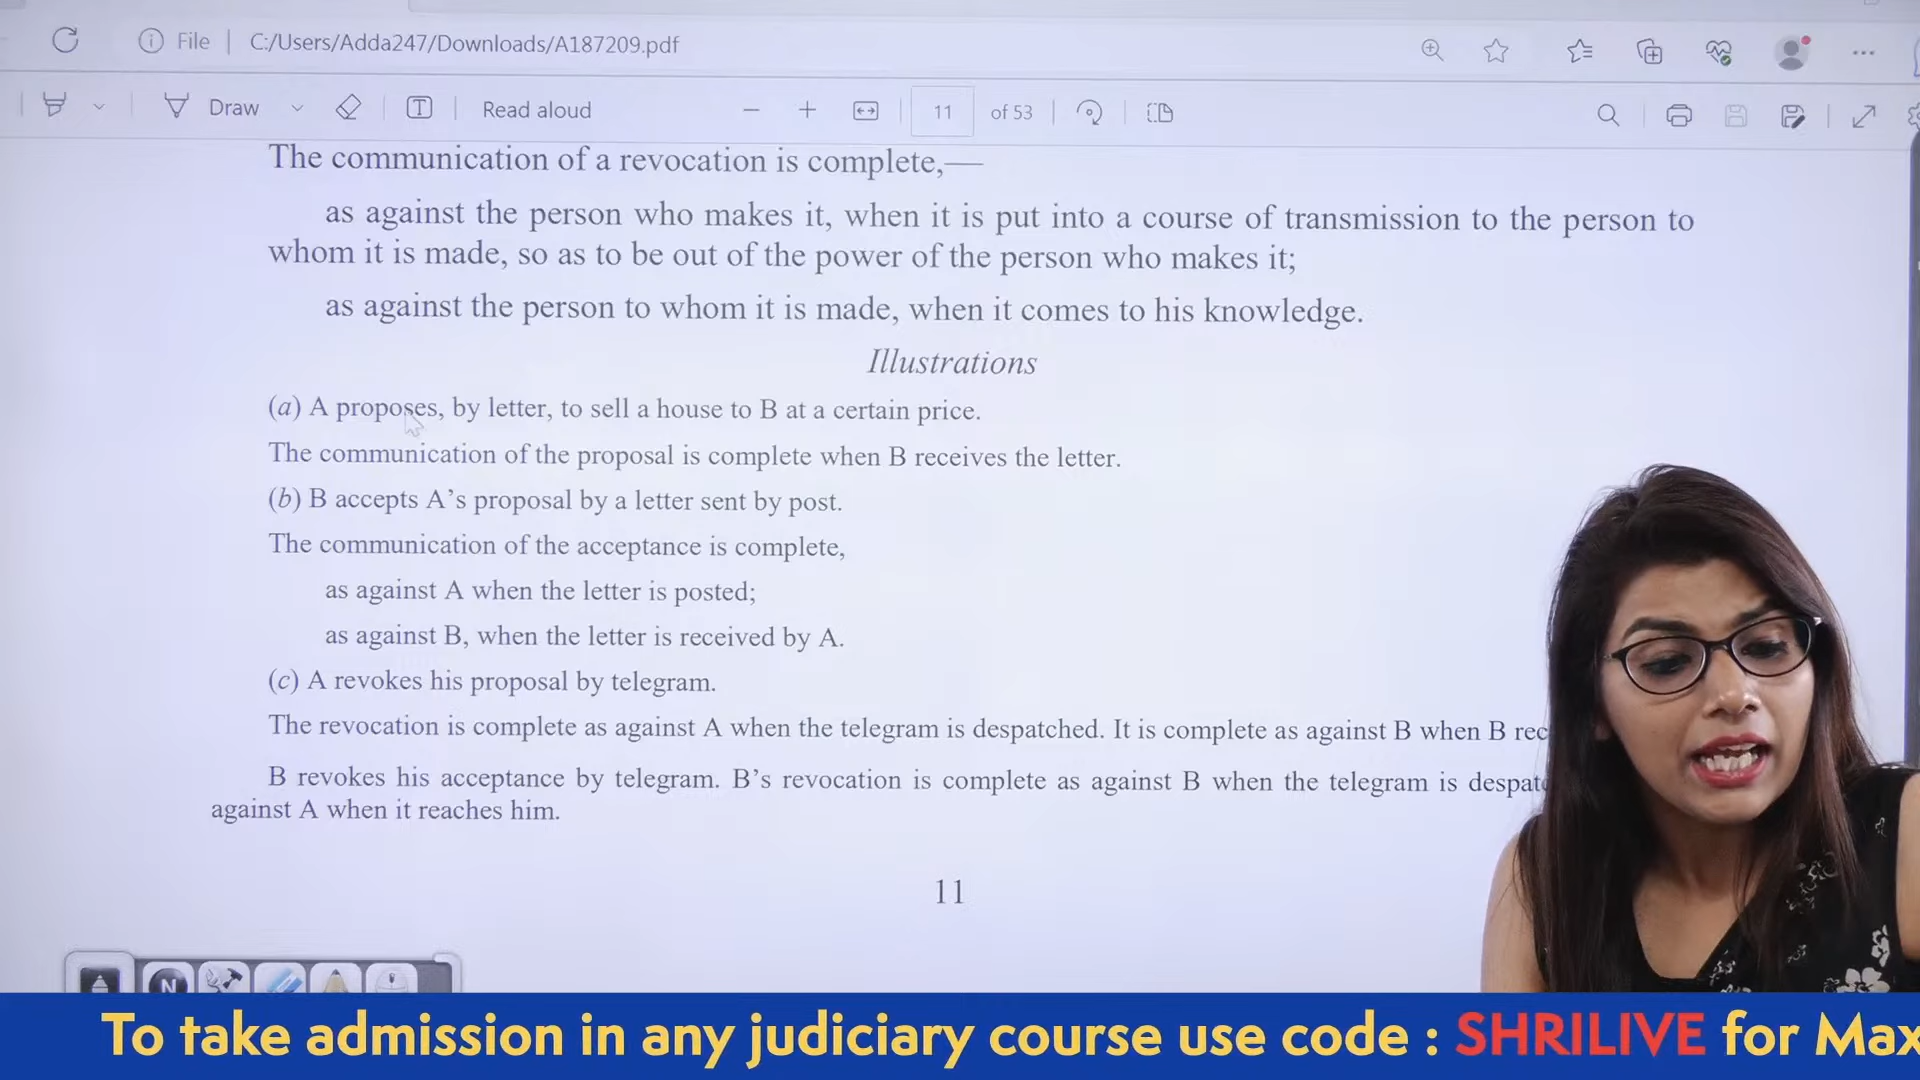 File | C:/Users/Adda247/Downloads/A187209.pdf
Draw T Read aloud 11 of 53
The communication of a revocation is complete,—
as against the person who makes it, when it is put into a course of transmission to the person to
whom it is made, so as to be out of the power of the person who makes it;
as against the person to whom it is made, when it comes to his knowledge.
Illustrations
(a) A proposes, by letter, to sell a house to B at a certain price.
The communication of the proposal is complete when B receives the letter.
(b) B accepts A’s proposal by a letter sent by post.
The communication of the acceptance is complete,
as against A when the letter is posted;
as against B, when the letter is received by A.
(c) A revokes his proposal by telegram.
The revocation is complete as against A when the telegram is despatched. It is complete as against B when B rec
B revokes his acceptance by telegram. B’s revocation is complete as against B when the telegram is despatc
against A when it reaches him.
11
N
To take admission in any judiciary course use code : SHRILIVE for Max